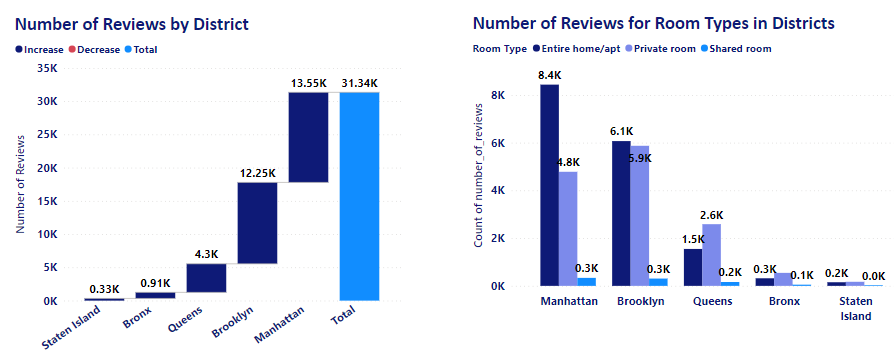 Number of Reviews by District
Increase Decrease Total
Number of Reviews
35K
30K
25K
20K
15K
10K
5K
0K
0.33K
0.91K
4.3K
12.25K
13.55K
31.34K
Staten Island
Bronx
Queens
Brooklyn
Manhattan
Total
Number of Reviews for Room Types in Districts
Room Type Entire home/apt Private room Shared room
Count of number_of_reviews
8K
6K
4K
2K
0K
8.4K
4.8K
0.3K
6.1K
5.9K
0.3K
1.5K
2.6K
0.2K
0.3K
0.1K
0.2K
0.0K
Manhattan
Brooklyn
Queens
Bronx
Staten
Island